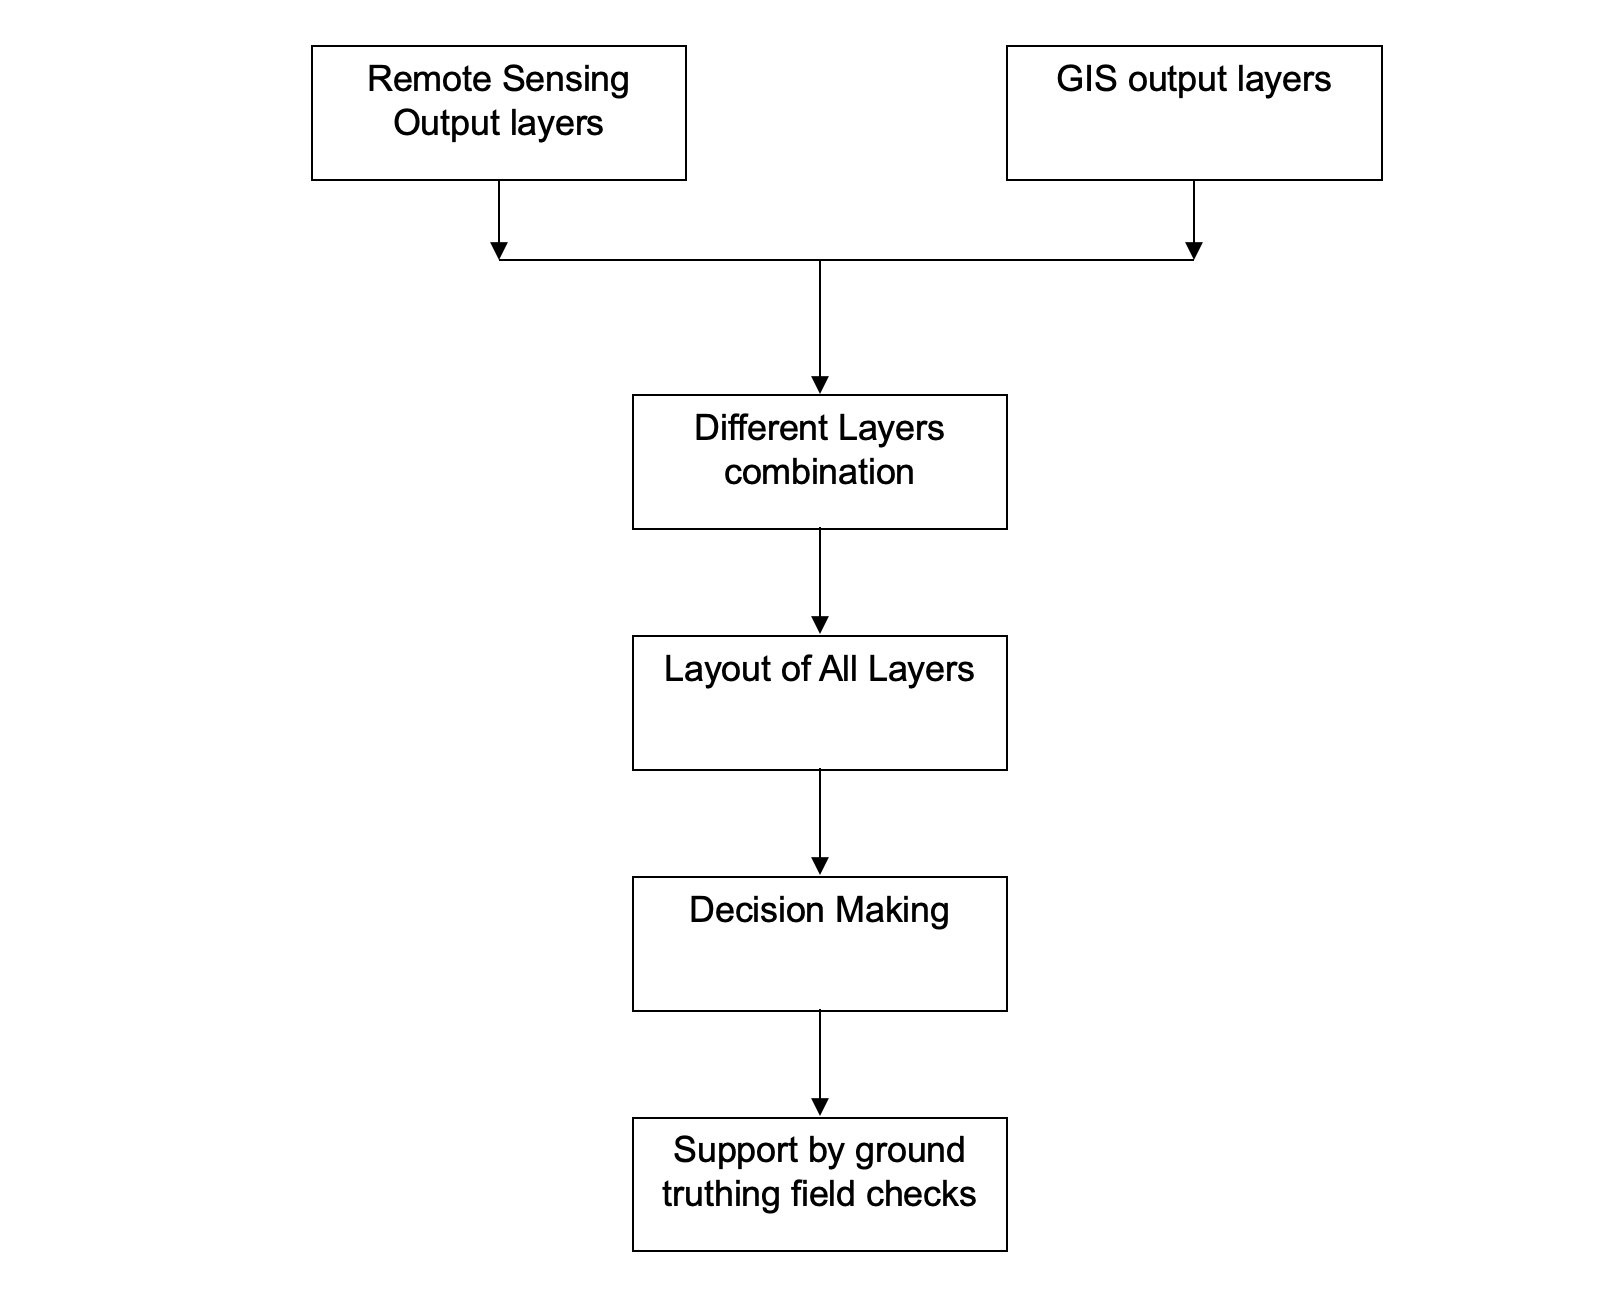 Remote Sensing
Output layers
GIS output layers
Different Layers
combination
Layout of All Layers
Decision Making
Support by ground
truthing field checks